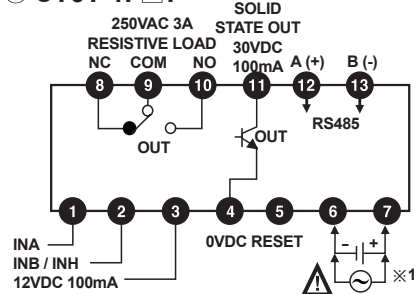 250VAC 3A
RESISTIVE LOAD
NC COM NO
SOLID
STATE OUT
30VDC
100mA
A (+) B (-)
8 9 10 11 12 13
RS485
OUT
OUT
1 2 3 4 5 6 7
0VDC RESET
- +
INA
INB / INH
12VDC 100mA
※1